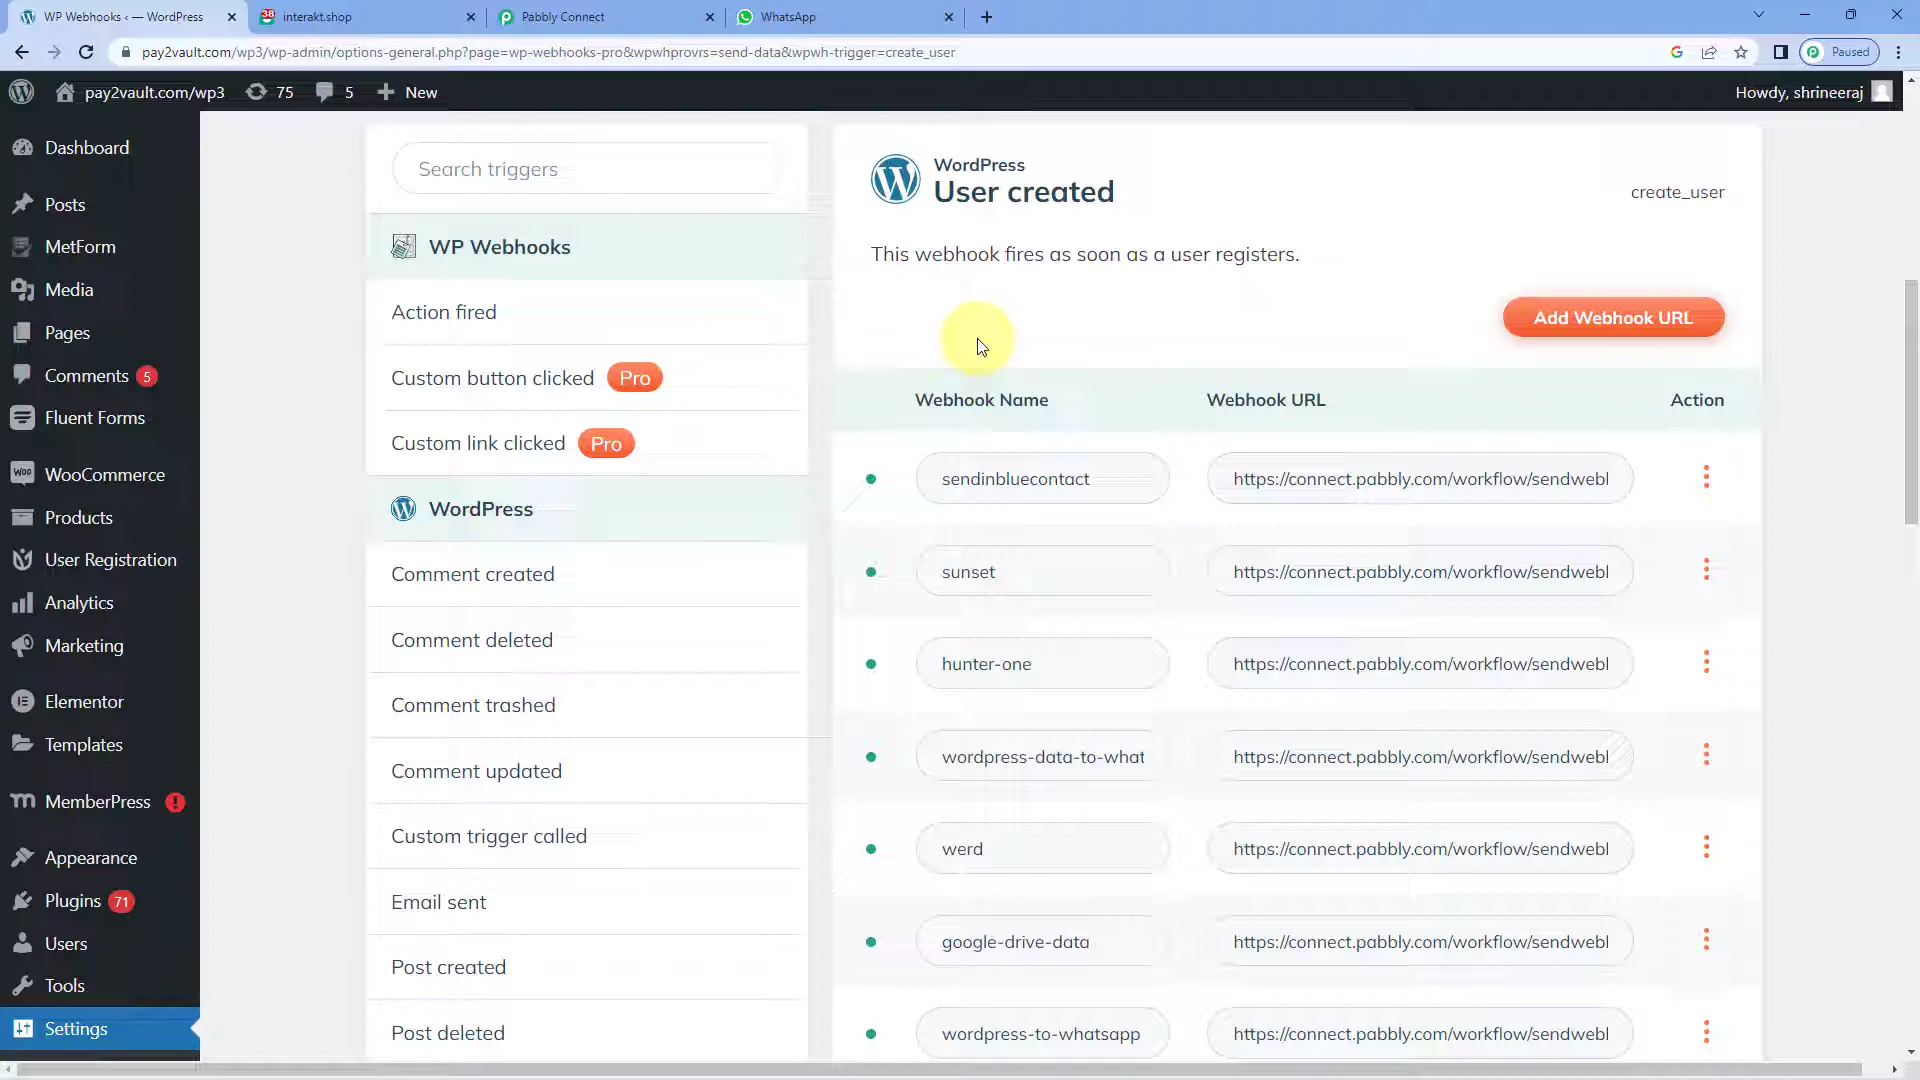 PW Webhooks ‹ — WordPress
interakt.shop
Pabbly Connect
WhatsApp
pay2vault.com/wp3/wp-admin/options-general.php?page=wp-webhooks-pro&wpwhprovrs=send-data&wpwh-trigger=create_user
Paused
pay2vault.com/wp3
75
5
New
Howdy, shrineeraj
Dashboard
Posts
MetForm
Media
Pages
Comments 5
Fluent Forms
WooCommerce
Products
User Registration
Analytics
Marketing
Elementor
Templates
MemberPress !
Appearance
Plugins 71
Users
Tools
Settings
Search triggers
WP Webhooks
Action fired
Custom button clicked Pro
Custom link clicked Pro
WordPress
Comment created
Comment deleted
Comment trashed
Comment updated
Custom trigger called
Email sent
Post created
Post deleted
WordPress
User created
create_user
This webhook fires as soon as a user registers.
Add Webhook URL
Webhook Name Webhook URL Action
sendinbluecontact https://connect.pabbly.com/workflow/sendwebl
sunset https://connect.pabbly.com/workflow/sendwebl
hunter-one https://connect.pabbly.com/workflow/sendwebl
wordpress-data-to-what https://connect.pabbly.com/workflow/sendwebl
werd https://connect.pabbly.com/workflow/sendwebl
google-drive-data https://connect.pabbly.com/workflow/sendwebl
wordpress-to-whatsapp https://connect.pabbly.com/workflow/sendwebl